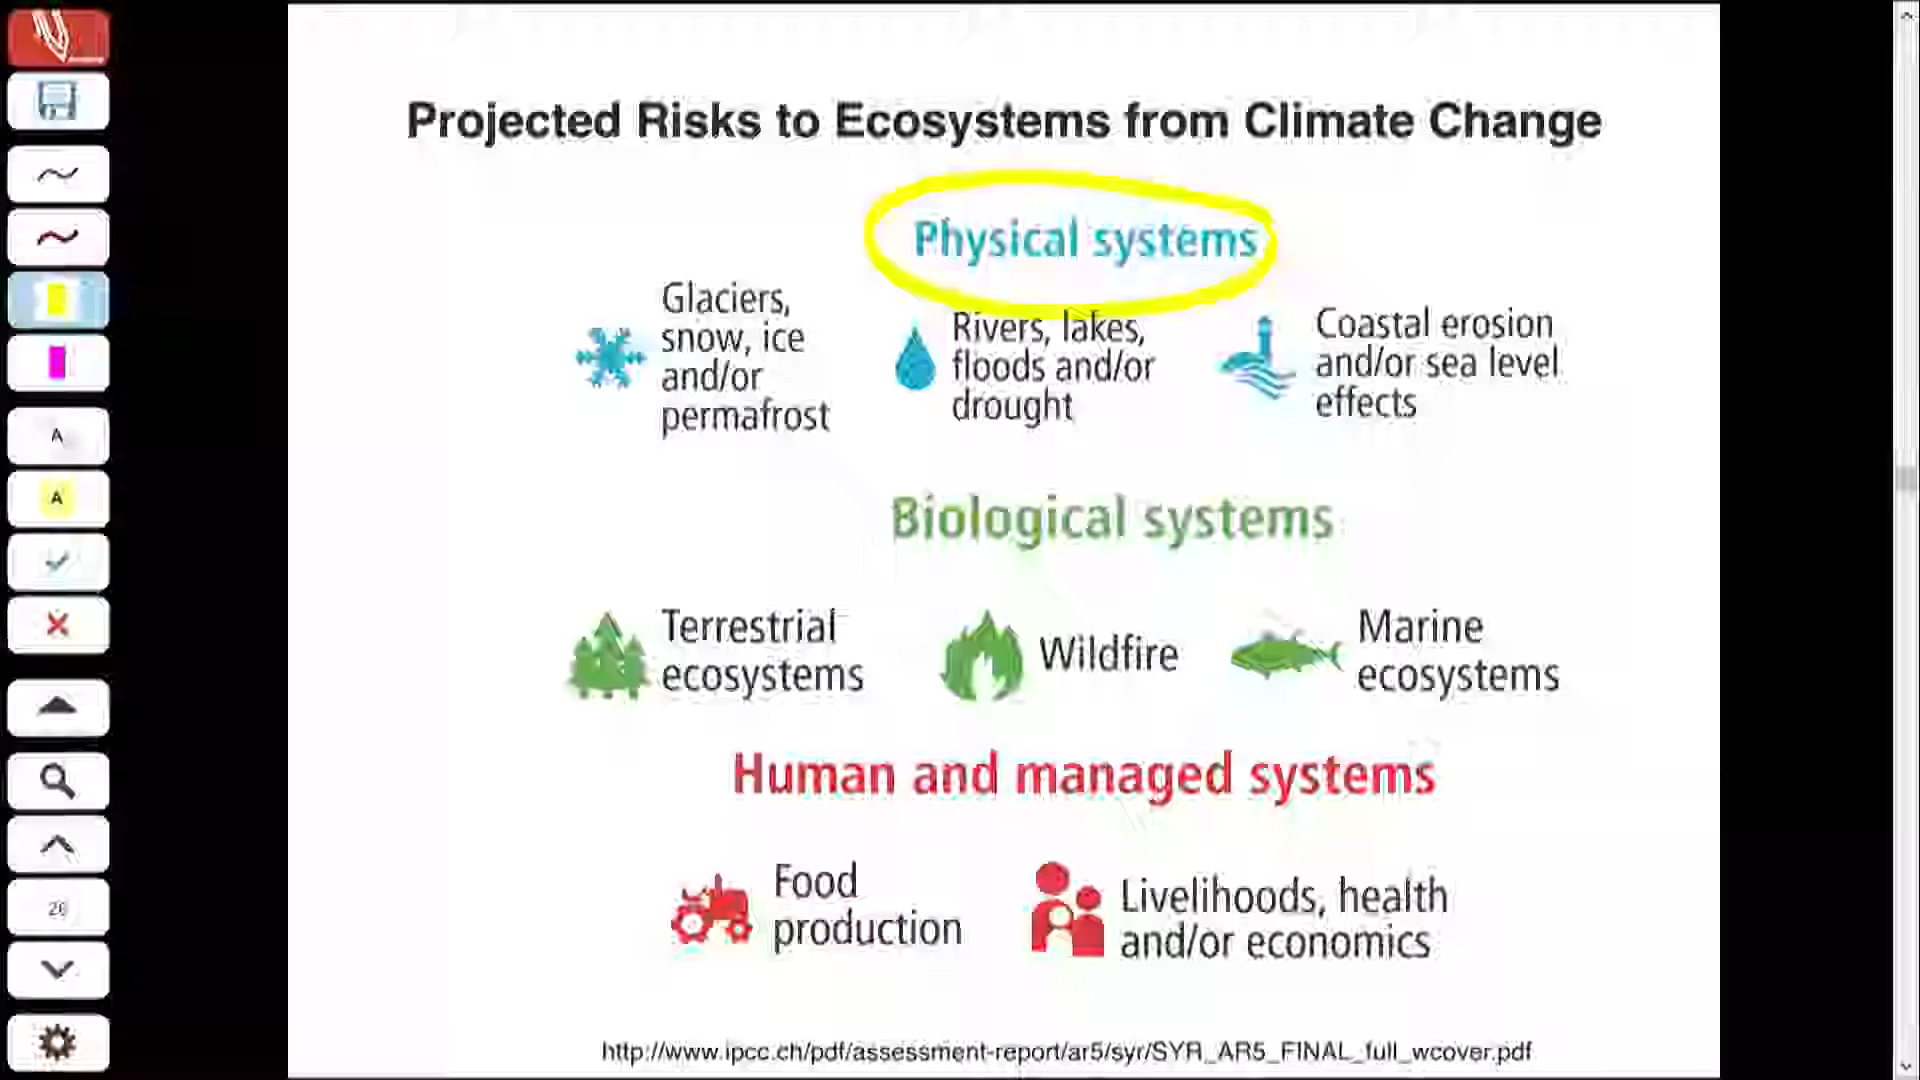 Projected Risks to Ecosystems from Climate Change
Physical systems
Glaciers,
snow, ice
and/or
permafrost
Rivers, lakes,
floods and/or
drought
Coastal erosion
and/or sea level
effects
Biological systems
Terrestrial
ecosystems
Wildfire
Marine
ecosystems
Human and managed systems
Food
production
Livelihoods, health
and/or economics
http://www.ipcc.ch/pdf/assessment-report/ar5/syr/SYR_AR5_FINAL_full_wcover.pdf
A
A